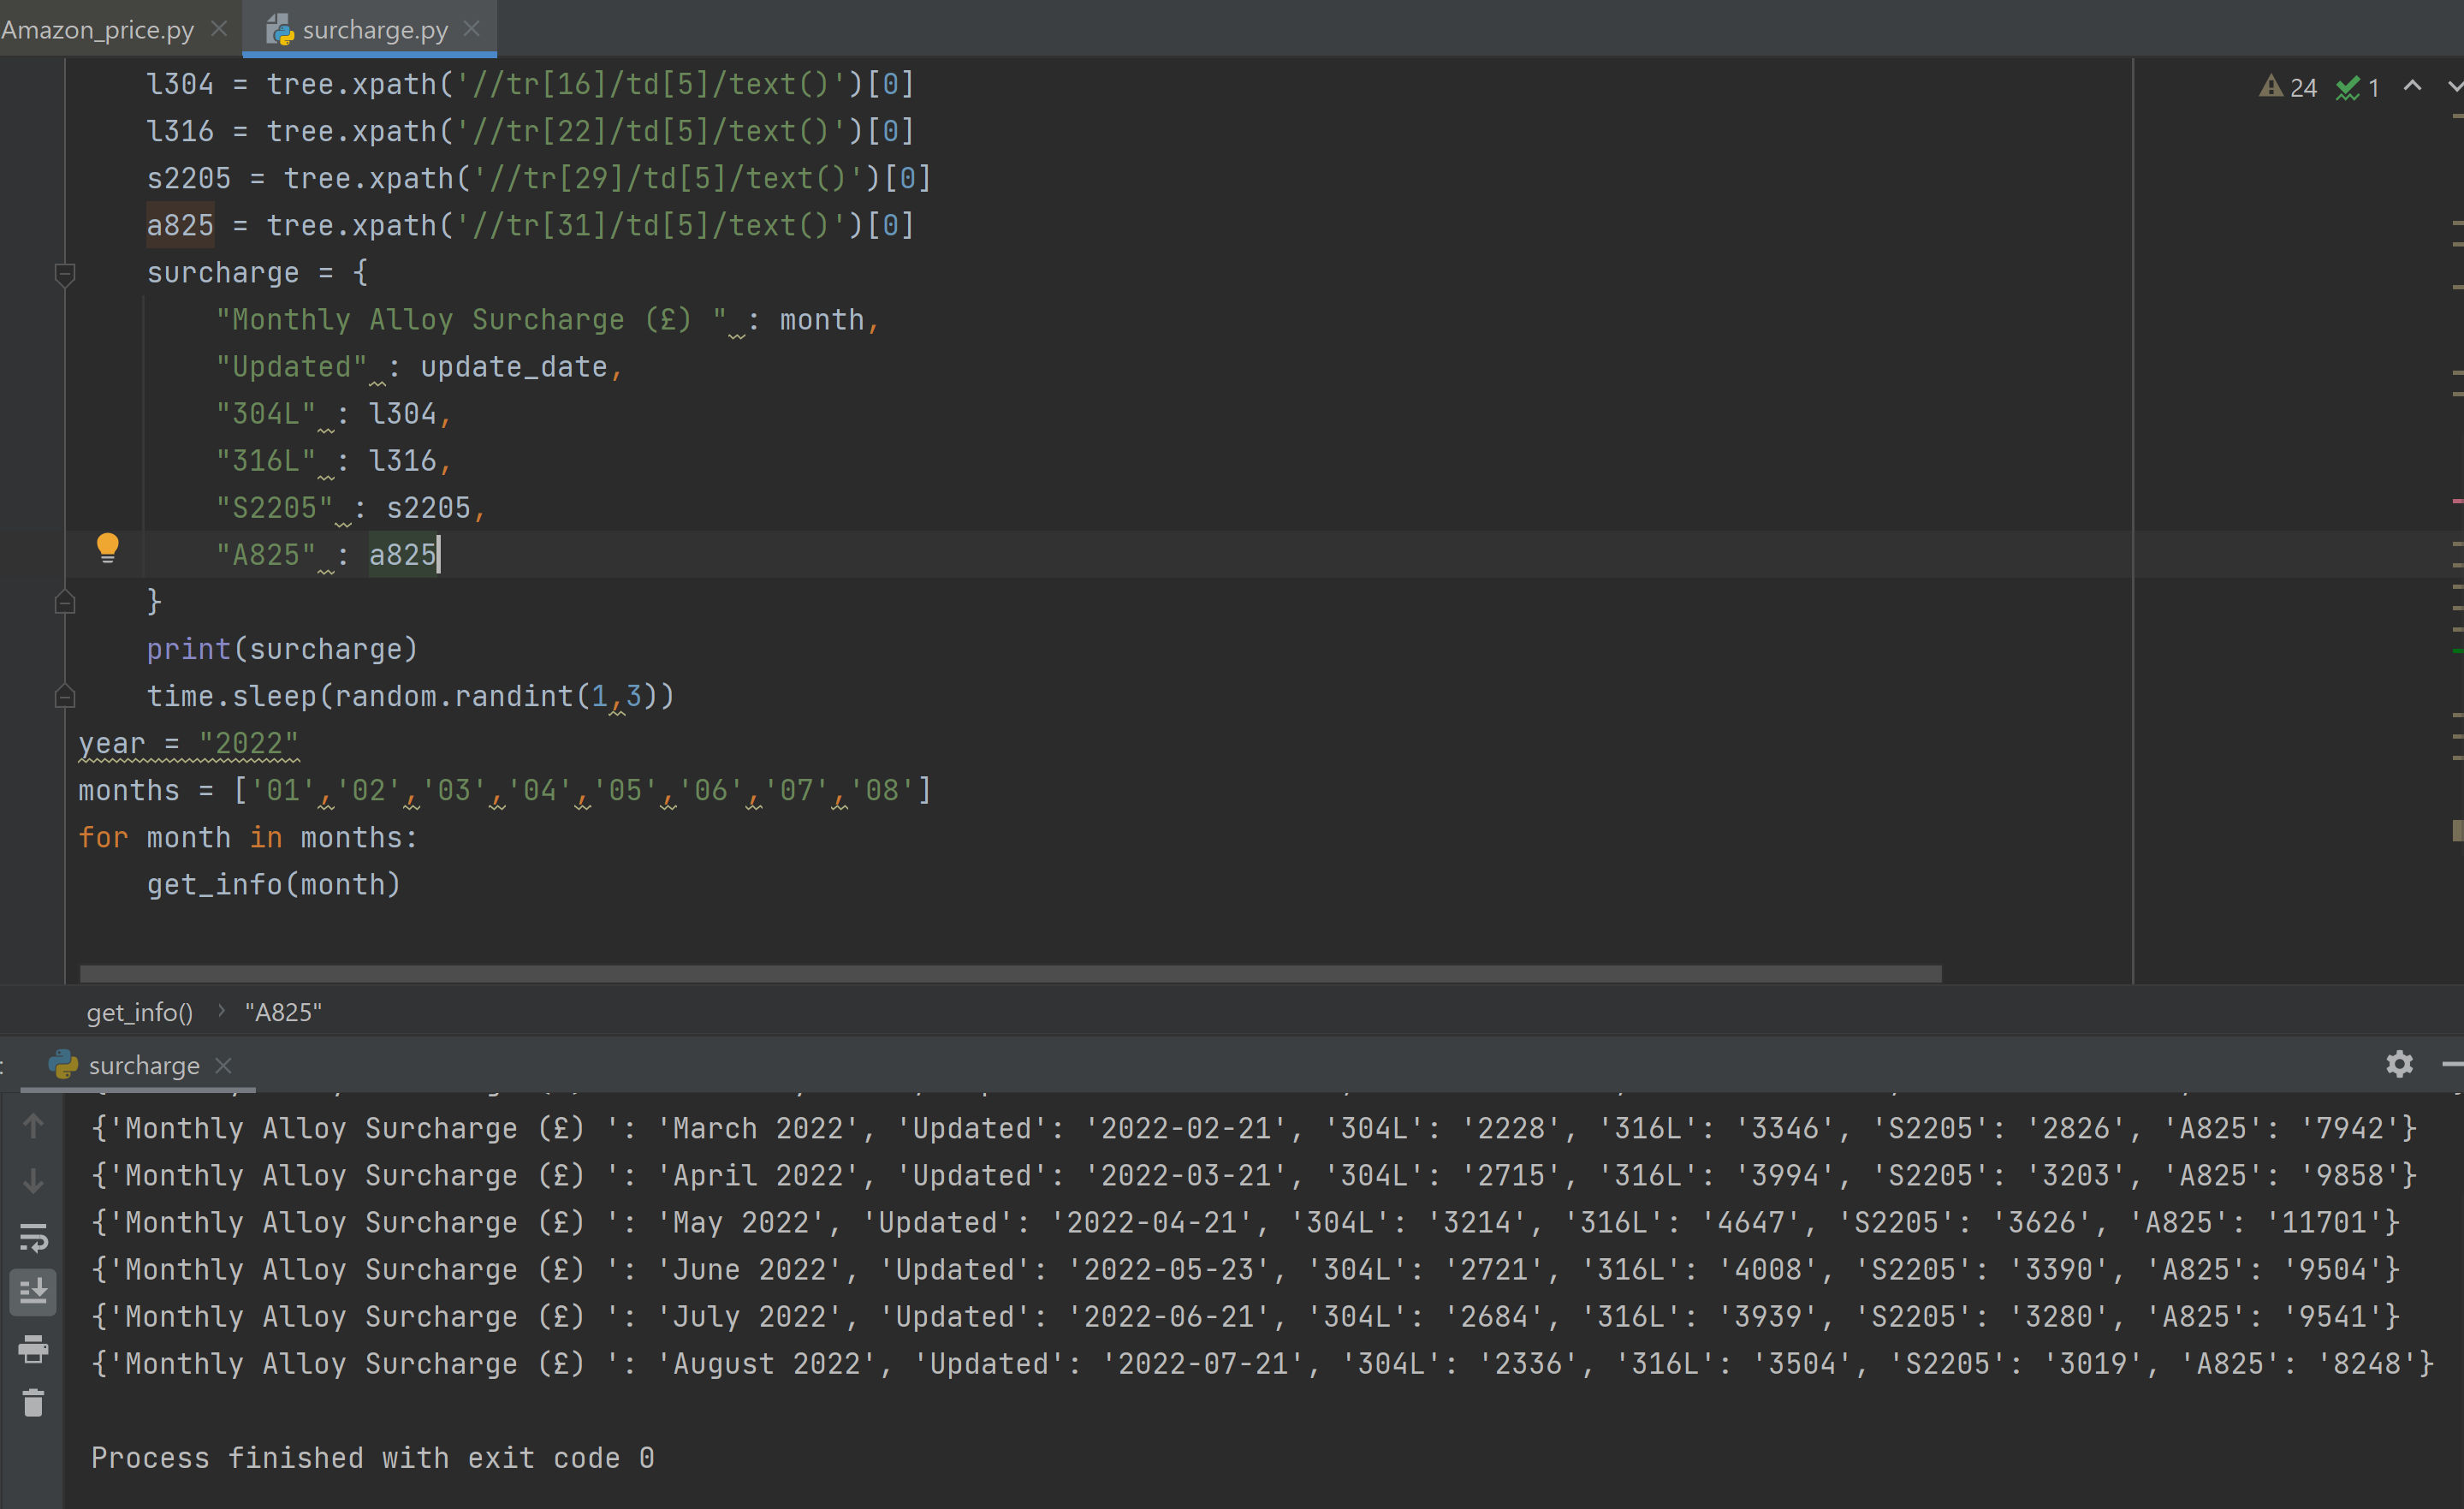 Amazon_price.py surcharge.py
l304 = tree.xpath('//tr[16]/td[5]/text()')[0]
24 1
l316 = tree.xpath('//tr[22]/td[5]/text()')[0]
s2205 = tree.xpath('//tr[29]/td[5]/text()')[0]
a825 = tree.xpath('//tr[31]/td[5]/text()')[0]
surcharge = {
"Monthly Alloy Surcharge (£) " : month,
"Updated" : update_date,
"304L" : l304,
"316L" : l316,
"S2205" : s2205,
"A825" : a825
}
print(surcharge)
time.sleep(random.randint(1,3))
year = "2022"
months = ['01','02','03','04','05','06','07','08']
for month in months:
get_info(month)
get_info() › "A825"
: surcharge
{'Monthly Alloy Surcharge (£) ': 'March 2022', 'Updated': '2022-02-21', '304L': '2228', '316L': '3346', 'S2205': '2826', 'A825': '7942'}
{'Monthly Alloy Surcharge (£) ': 'April 2022', 'Updated': '2022-03-21', '304L': '2715', '316L': '3994', 'S2205': '3203', 'A825': '9858'}
{'Monthly Alloy Surcharge (£) ': 'May 2022', 'Updated': '2022-04-21', '304L': '3214', '316L': '4647', 'S2205': '3626', 'A825': '11701'}
{'Monthly Alloy Surcharge (£) ': 'June 2022', 'Updated': '2022-05-23', '304L': '2721', '316L': '4008', 'S2205': '3390', 'A825': '9504'}
{'Monthly Alloy Surcharge (£) ': 'July 2022', 'Updated': '2022-06-21', '304L': '2684', '316L': '3939', 'S2205': '3280', 'A825': '9541'}
{'Monthly Alloy Surcharge (£) ': 'August 2022', 'Updated': '2022-07-21', '304L': '2336', '316L': '3504', 'S2205': '3019', 'A825': '8248'}
Process finished with exit code 0